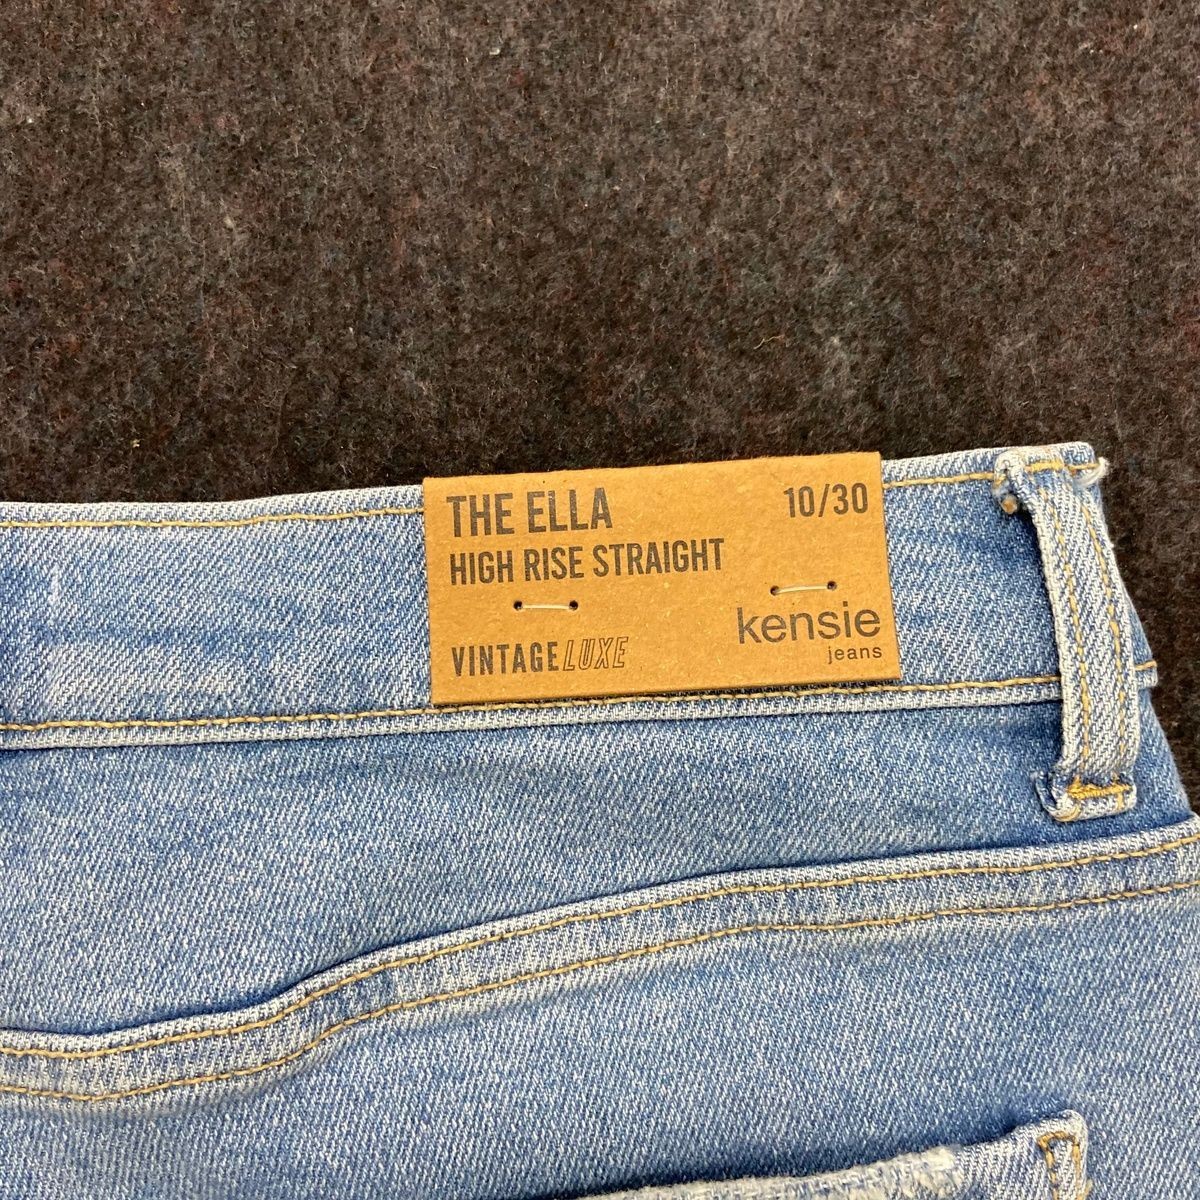 THE ELLA
10/30
HIGH RISE STRAIGHT
VINTAGE LUXE
kensie
jeans